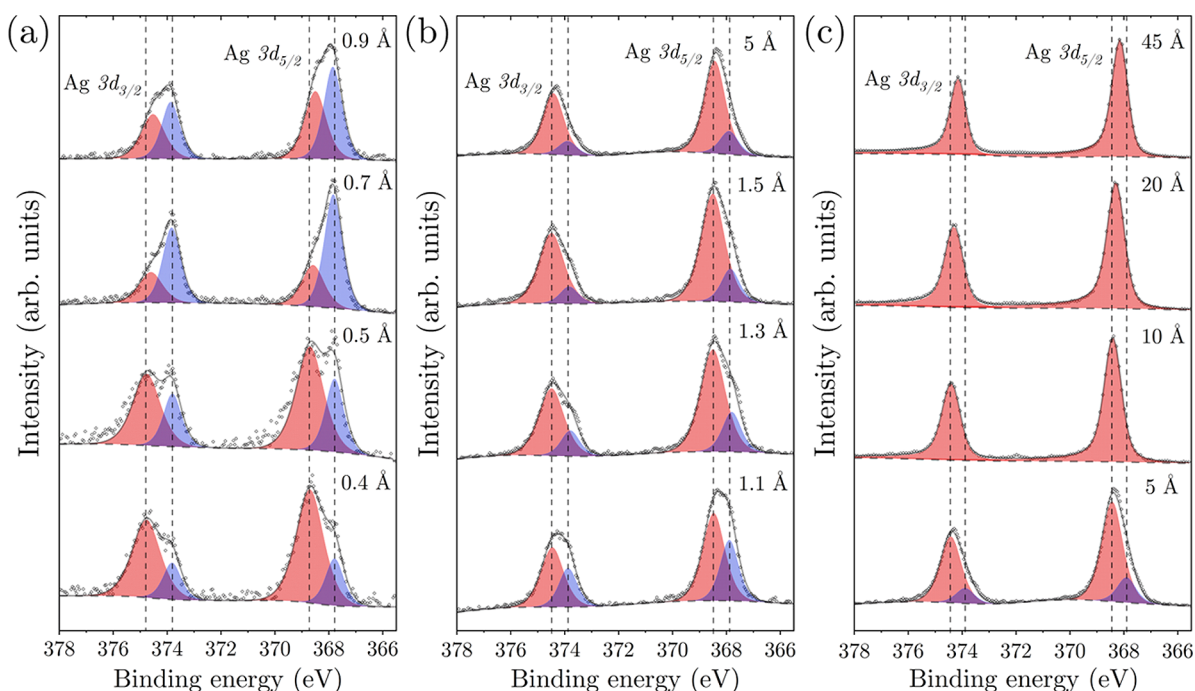 (a)
0.9 Å
Ag 3d3/2
Ag 3d5/2
0.7 Å
0.5 Å
0.4 Å
Intensity (arb. units)
378 376 374 372 370 368 366
Binding energy (eV)
(b)
5 Å
Ag 3d3/2
Ag 3d5/2
1.5 Å
1.3 Å
1.1 Å
Intensity (arb. units)
378 376 374 372 370 368 366
Binding energy (eV)
(c)
45 Å
Ag 3d3/2
Ag 3d5/2
20 Å
10 Å
5 Å
Intensity (arb. units)
378 376 374 372 370 368 366
Binding energy (eV)